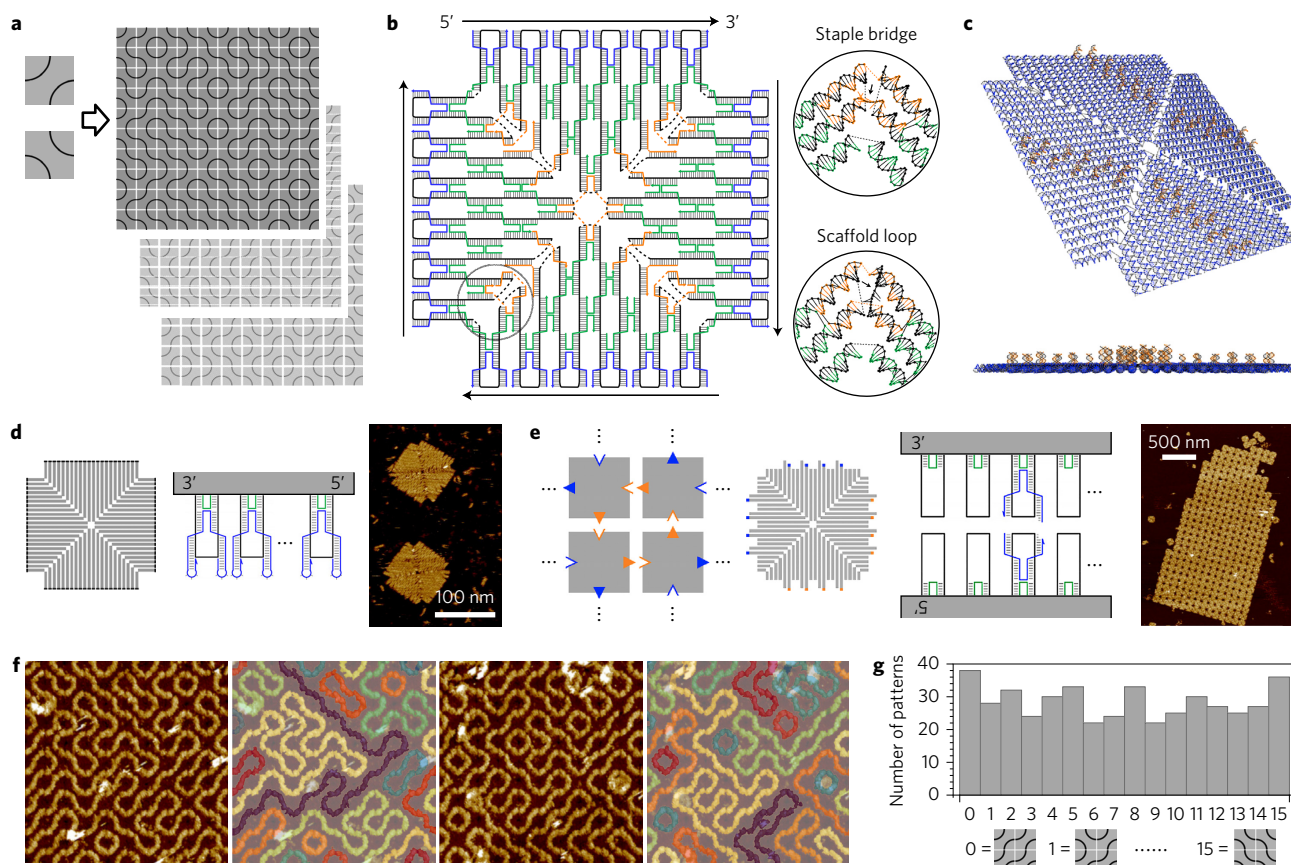 a
b
5′
3′
Staple bridge
Scaffold loop
c
d
3′
5′
100 nm
e
3′
5′
500 nm
f
g
Number of patterns
40
30
20
10
0
0 1 2 3 4 5 6 7 8 9 10 11 12 13 14 15
0 =
1 =
15 =